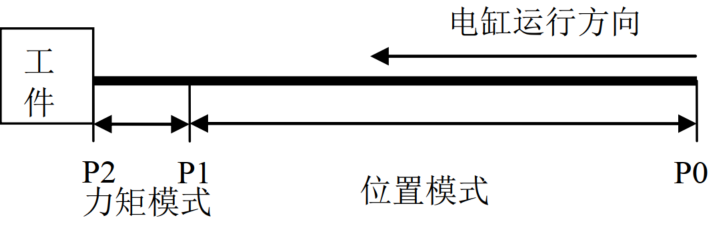 电缸运行方向
工
件
P2 P1 P0
力矩模式 位置模式